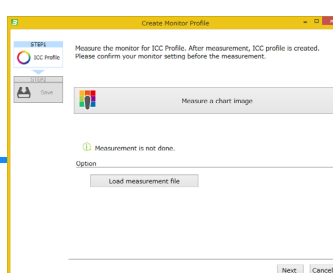 Create Monitor Profile
STEP1
ICC Profile
STEP2
Save
Measure the monitor for ICC Profile. After measurement, ICC profile is created.
Please confirm your monitor setting before the measurement.
Measure a chart image
Measurement is not done.
Option
Load measurement file
Next
Cancel